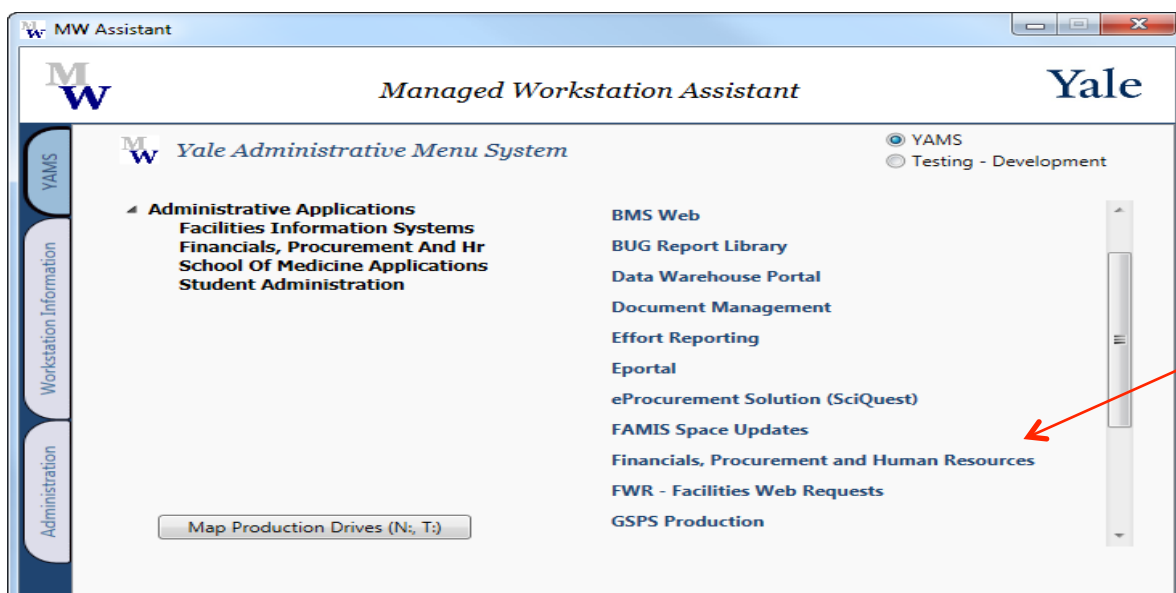 MW Assistant
MW
Managed Workstation Assistant
Yale
MW
Yale Administrative Menu System
YAMS
Testing - Development
YAMS
Workstation Information
Administration
Administrative Applications
Facilities Information Systems
Financials, Procurement And Hr
School Of Medicine Applications
Student Administration
Map Production Drives (N:, T:)
BMS Web
BUG Report Library
Data Warehouse Portal
Document Management
Effort Reporting
Eportal
eProcurement Solution (SciQuest)
FAMIS Space Updates
Financials, Procurement and Human Resources
FWR - Facilities Web Requests
GSPS Production